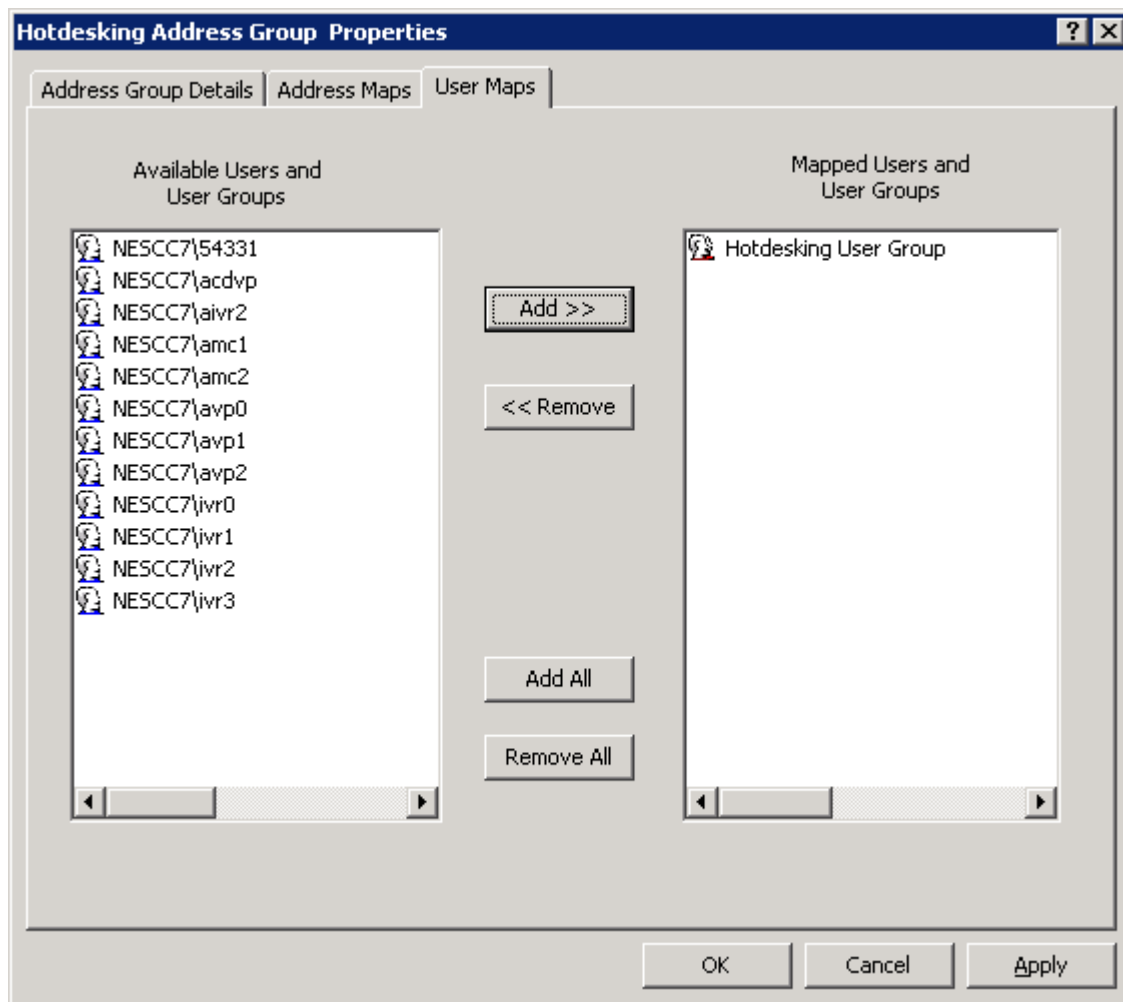 Hotdesking Address Group  Properties
Address Group Details
Address Maps
User Maps
Available Users and
User Groups
NESCC7\54331
NESCC7\acdvp
NESCC7\aivr2
NESCC7\amc1
NESCC7\amc2
NESCC7\avp0
NESCC7\avp1
NESCC7\avp2
NESCC7\ivr0
NESCC7\ivr1
NESCC7\ivr2
NESCC7\ivr3
Add >>
<< Remove
Add All
Remove All
Mapped Users and
User Groups
Hotdesking User Group
OK
Cancel
Apply